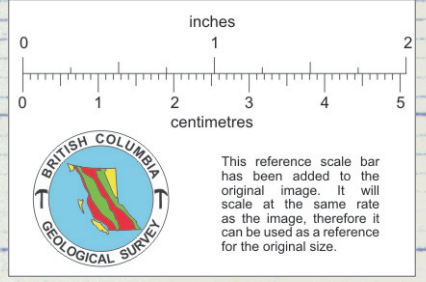 inches
0 1 2
0 1 2 3 4 5
centimetres
BRITISH COLUMBIA
GEOLOGICAL SURVEY
This reference scale bar
has been added to the
original image. It will
scale at the same rate
as the image, therefore it
can be used as a reference
for the original size.